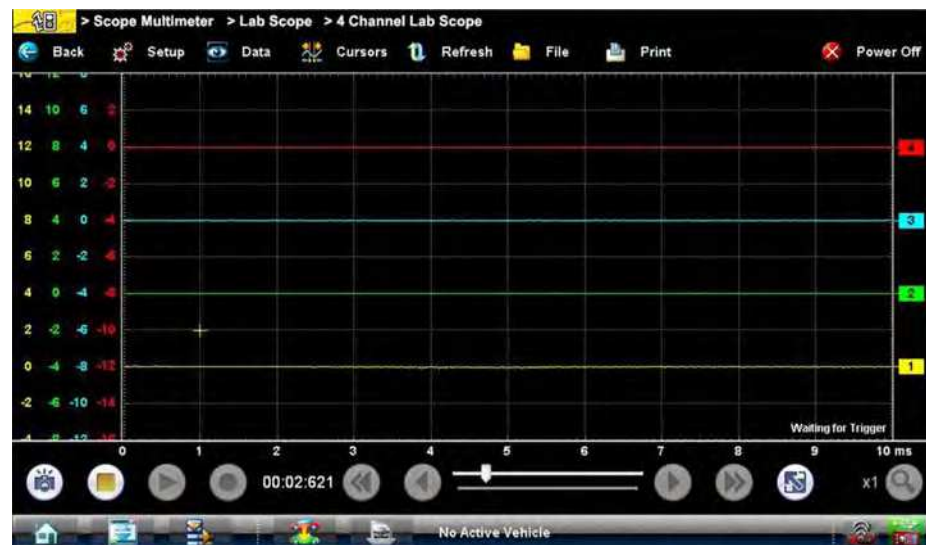 > Scope Multimeter > Lab Scope > 4 Channel Lab Scope
Back Setup Data Cursors Refresh File Print Power Off
14 10 6 2
12 8 4 0 4
10 6 2 -2
8 4 0 -4 3
6 2 -2 -6
4 0 -4 -8 2
2 -2 -6 -10
0 -4 -8 -12 1
-2 -6 -10 -14
Waiting for Trigger
0 1 2 3 4 5 6 7 8 9 10 ms
00:02:621 x1
No Active Vehicle